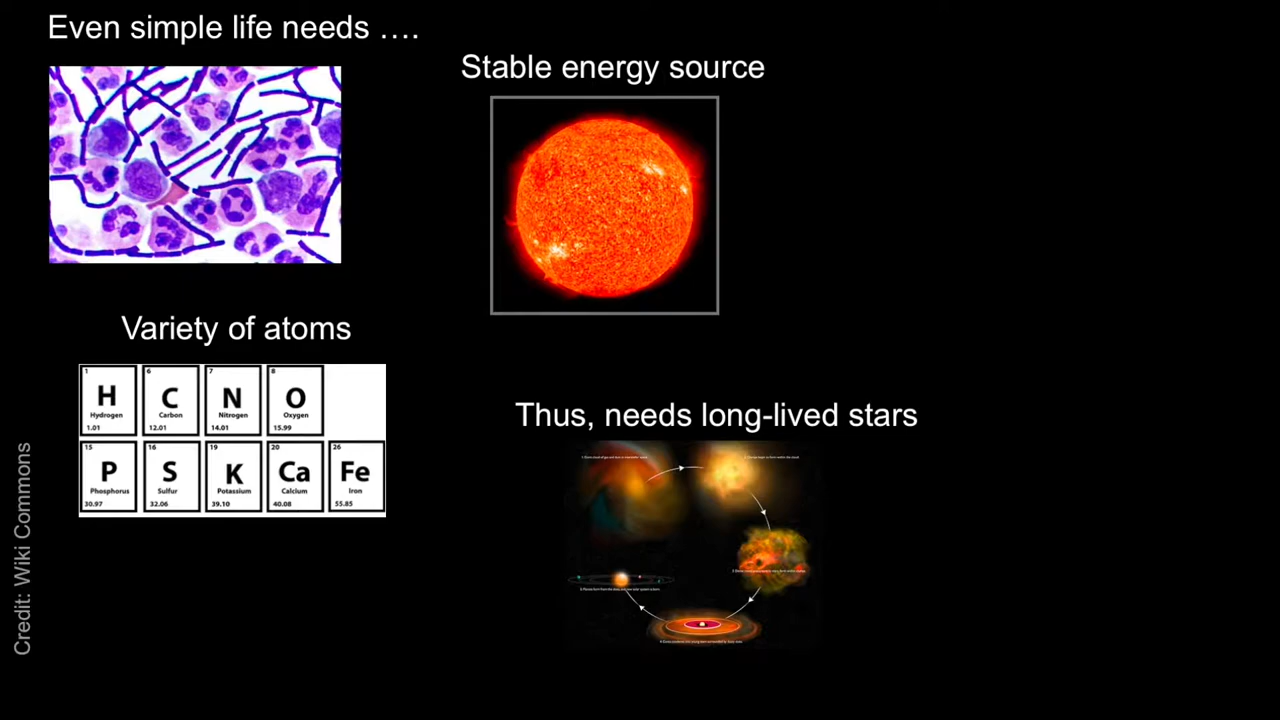 Even simple life needs ….
Stable energy source
Variety of atoms
1 6 7 8
H C N O
Hydrogen Carbon Nitrogen Oxygen
1.01 12.01 14.01 15.99
15 16 19 20 26
P S K Ca Fe
Phosphorus Sulfur Potassium Calcium Iron
30.97 32.06 39.10 40.08 55.85
Thus, needs long-lived stars
Credit: Wiki Commons